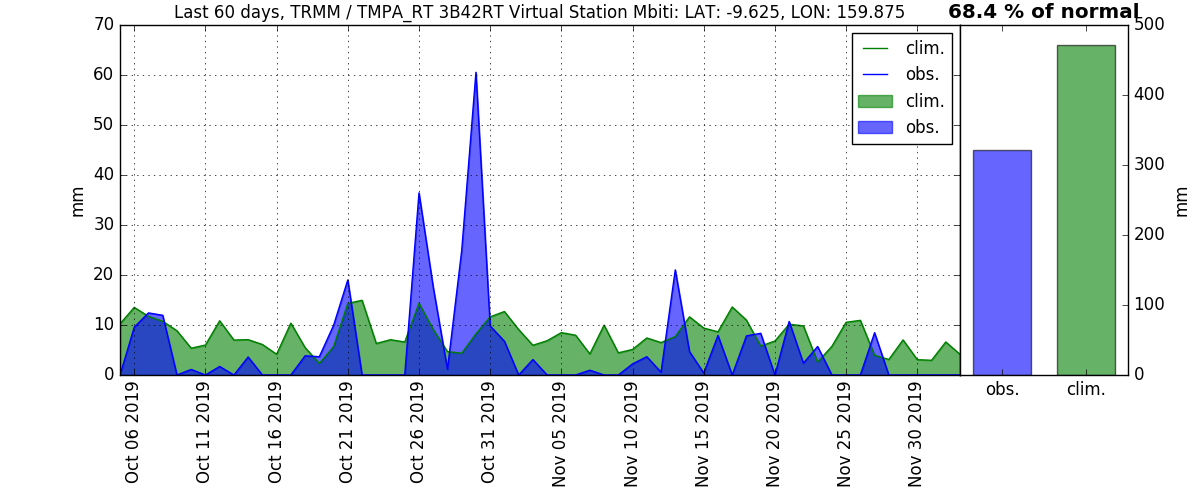 Last 60 days, TRMM / TMPA_RT 3B42RT Virtual Station Mbiti: LAT: -9.625, LON: 159.875
68.4 % of normal
70
60
50
40
30
20
10
0
mm
clim.
obs.
clim.
obs.
500
400
300
200
100
0
mm
Oct 06 2019
Oct 11 2019
Oct 16 2019
Oct 21 2019
Oct 26 2019
Oct 31 2019
Nov 05 2019
Nov 10 2019
Nov 15 2019
Nov 20 2019
Nov 25 2019
Nov 30 2019
obs.
clim.